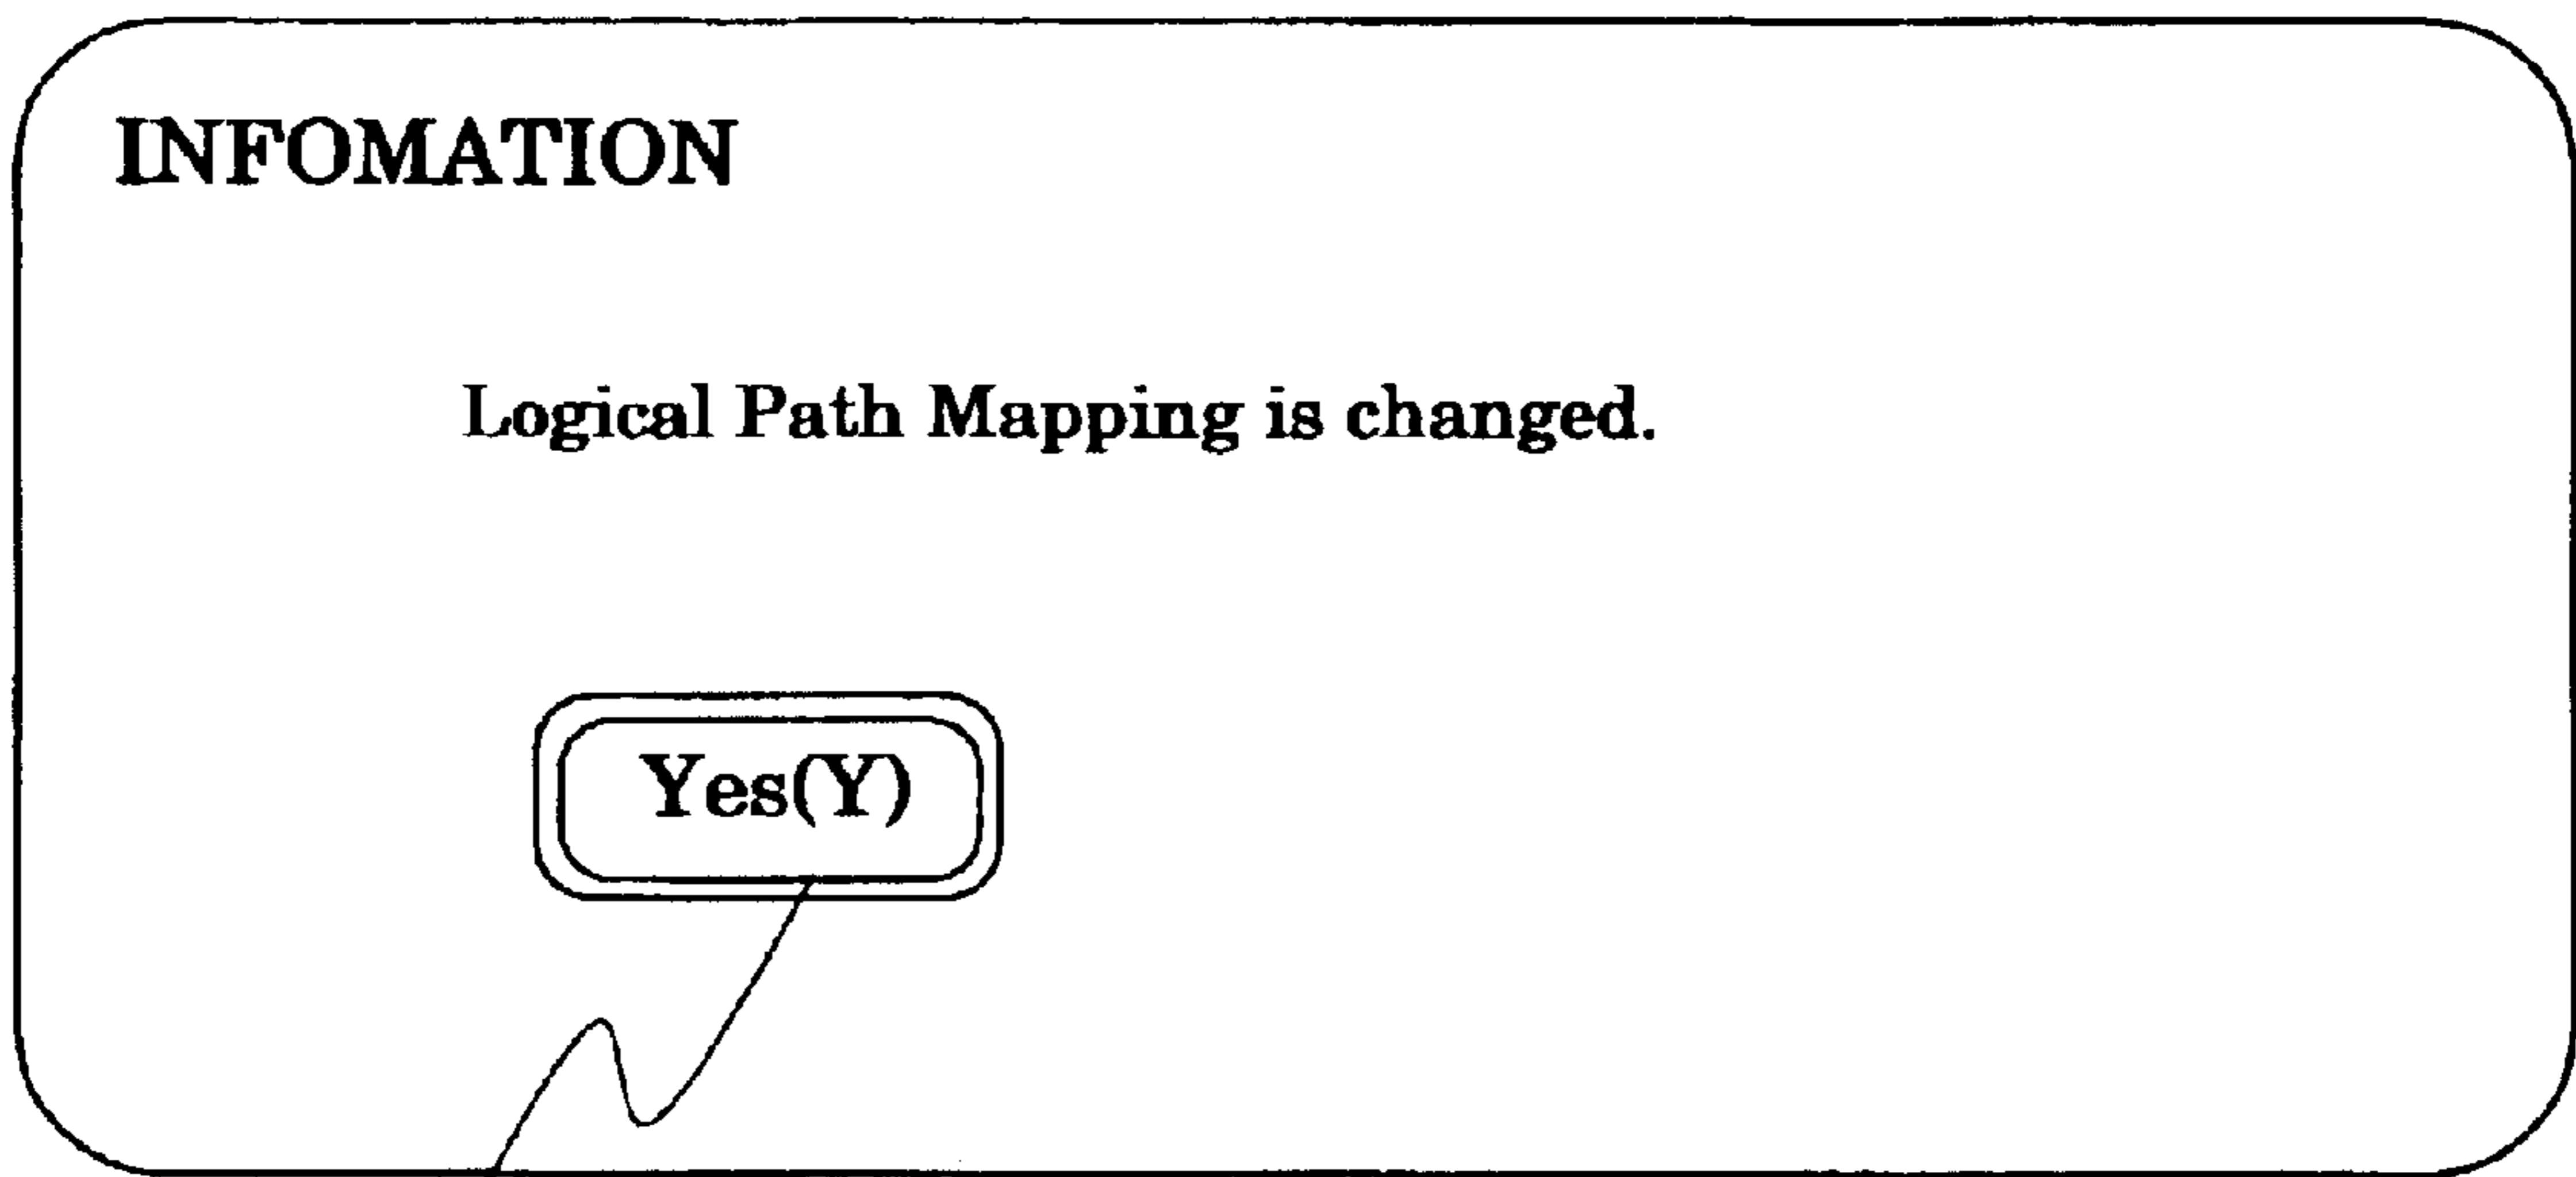 INFOMATION
Logical Path Mapping is changed.
Yes(Y)